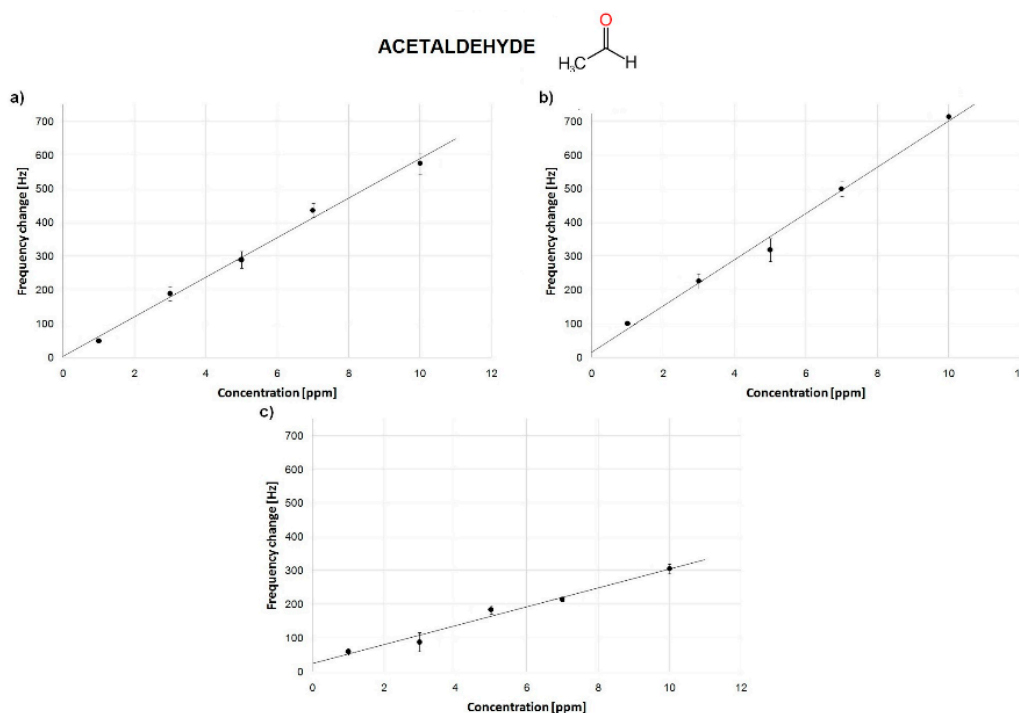 ACETALDEHYDE
O
H₃C H
a)
700
600
500
400
300
200
100
0
0 2 4 6 8 10 12
Frequency change [Hz]
Concentration [ppm]
b)
700
600
500
400
300
200
100
0
0 2 4 6 8 10 1
Frequency change [Hz]
Concentration [ppm]
c)
700
600
500
400
300
200
100
0
0 2 4 6 8 10 12
Frequency change [Hz]
Concentration [ppm]